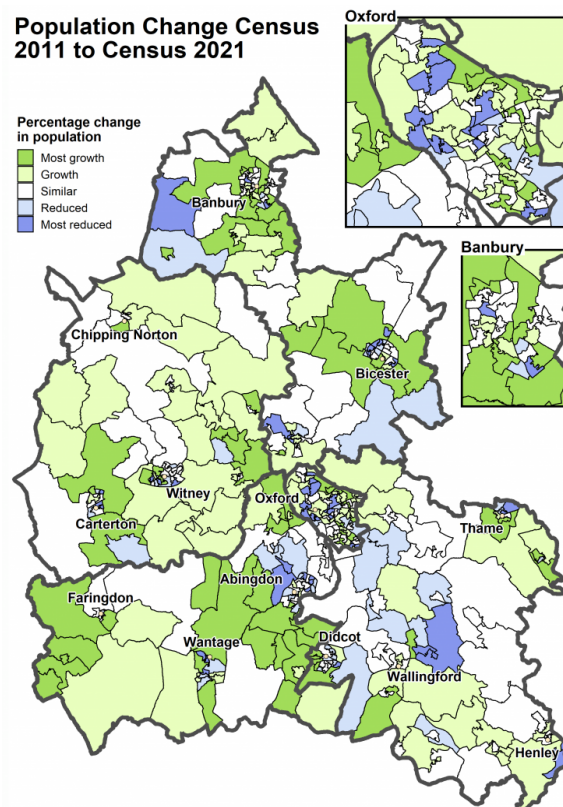 Population Change Census
2011 to Census 2021
Oxford
Percentage change
in population
Most growth
Growth
Similar
Reduced
Most reduced
Banbury
Banbury
Chipping Norton
Bicester
Witney
Oxford
Carterton
Thame
Abingdon
Faringdon
Wantage
Didcot
Wallingford
Henley